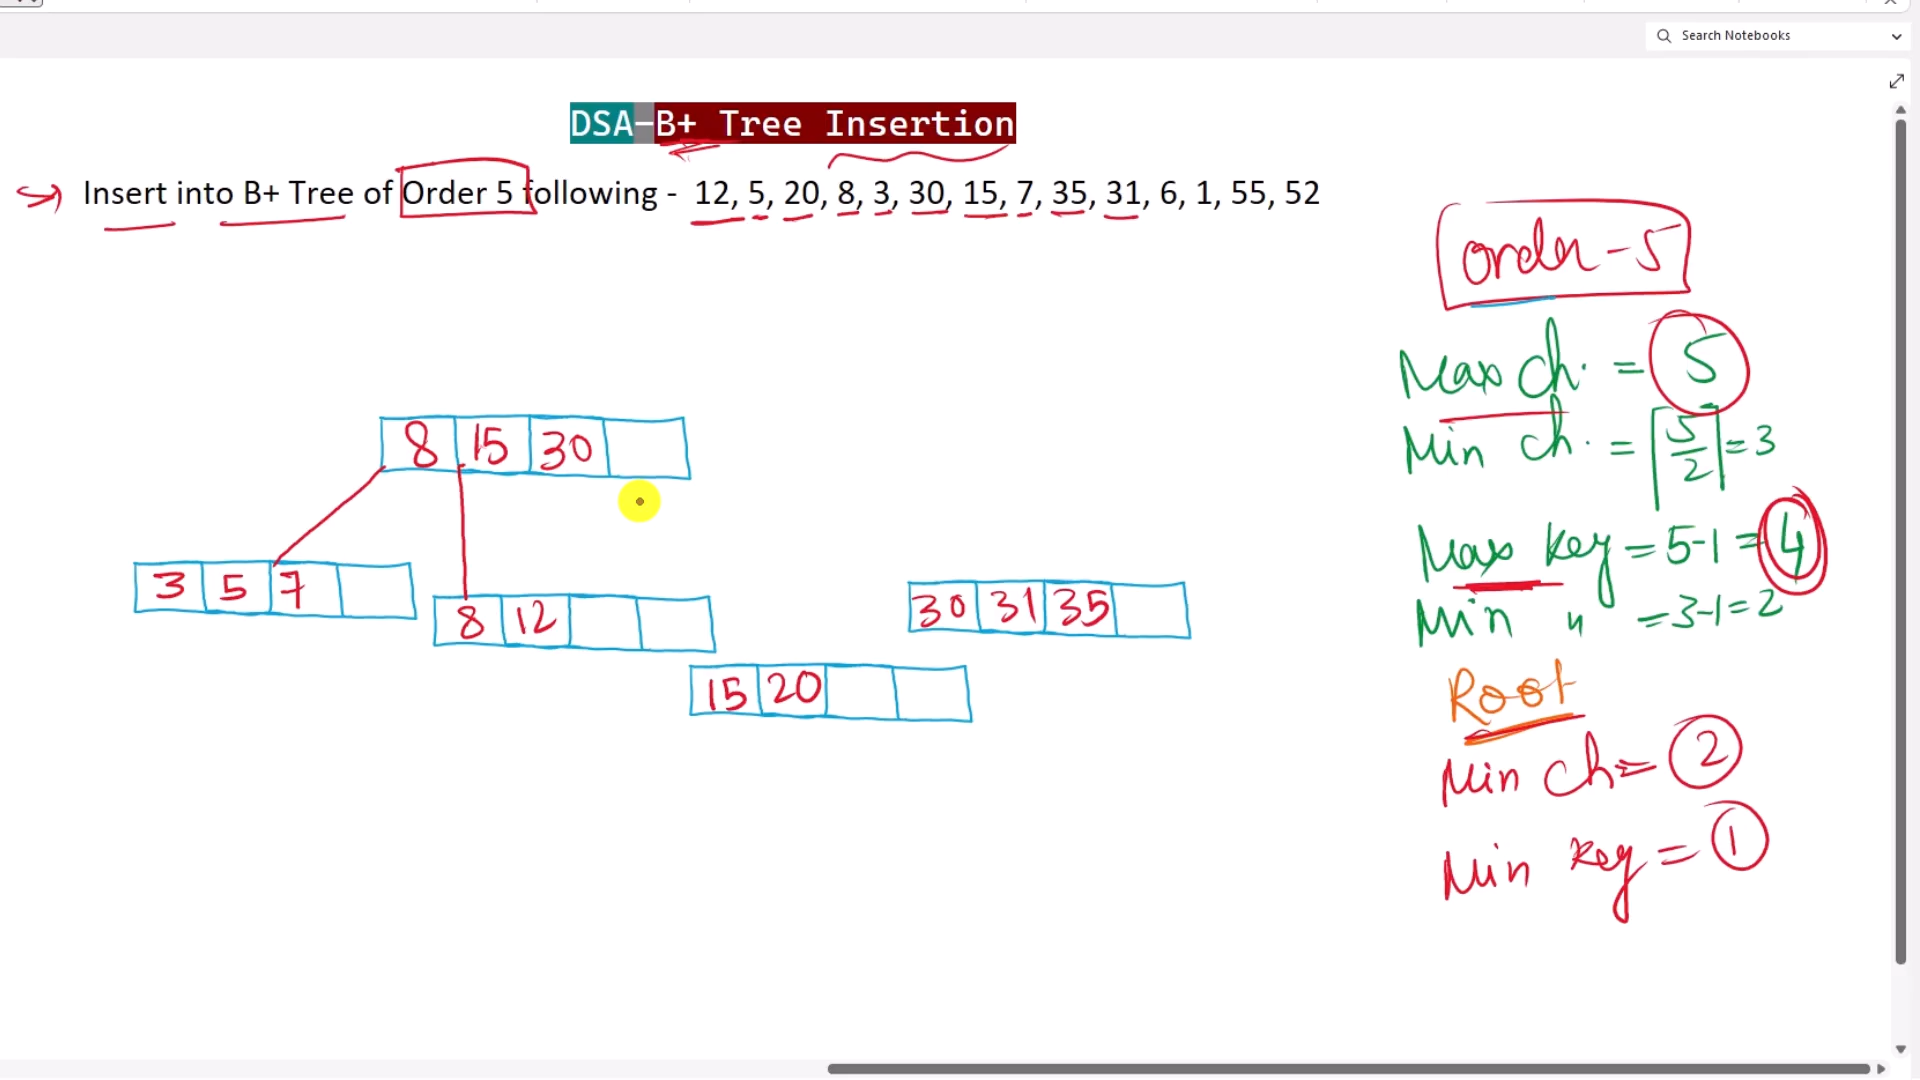 Search Notebooks
DSA-B+ Tree Insertion
Insert into B+ Tree of Order 5 following - 12, 5, 20, 8, 3, 30, 15, 7, 35, 31, 6, 1, 55, 52
order - 5
Max ch. = 5
Min ch. = ⌈5/2⌉ = 3
8 15 30
Max key = 5-1 = 4
3 5 7
8 12
30 31 35
Min " = 3-1 = 2
15 20
Root
Min ch = 2
Min key = 1